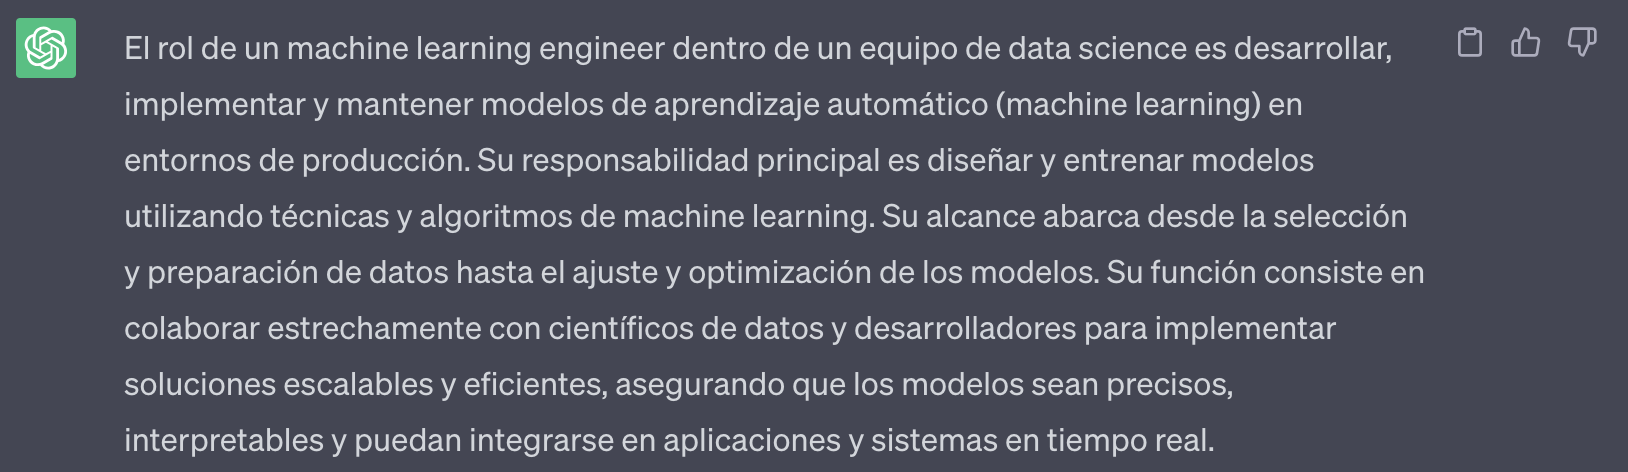 El rol de un machine learning engineer dentro de un equipo de data science es desarrollar,
implementar y mantener modelos de aprendizaje automático (machine learning) en
entornos de producción. Su responsabilidad principal es diseñar y entrenar modelos
utilizando técnicas y algoritmos de machine learning. Su alcance abarca desde la selección
y preparación de datos hasta el ajuste y optimización de los modelos. Su función consiste en
colaborar estrechamente con científicos de datos y desarrolladores para implementar
soluciones escalables y eficientes, asegurando que los modelos sean precisos,
interpretables y puedan integrarse en aplicaciones y sistemas en tiempo real.